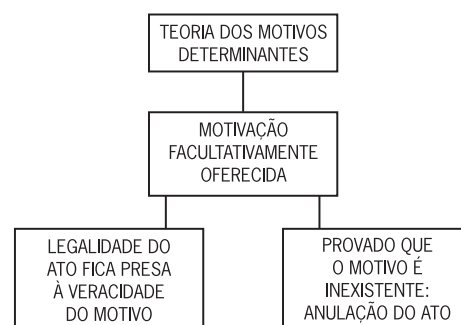 TEORIA DOS MOTIVOS
DETERMINANTES
MOTIVAÇÃO
FACULTATIVAMENTE
OFERECIDA
LEGALIDADE DO
ATO FICA PRESA
À VERACIDADE
DO MOTIVO
PROVADO QUE
O MOTIVO É
INEXISTENTE:
ANULAÇÃO DO ATO